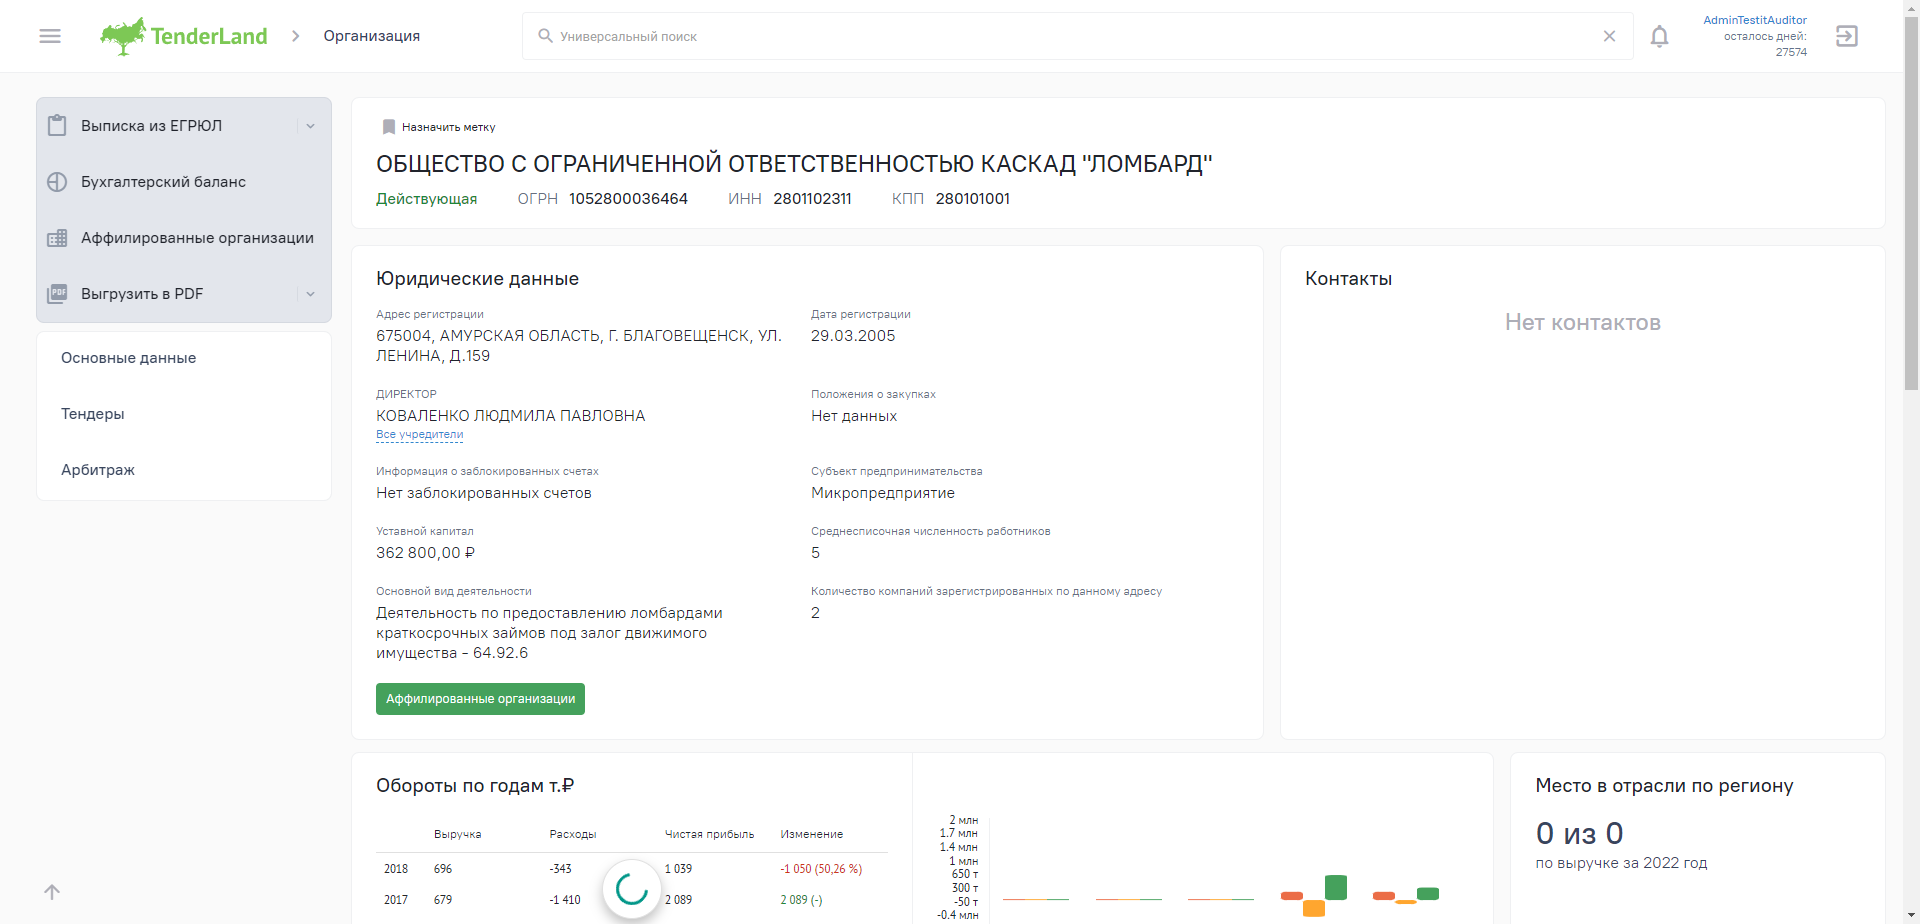 TenderLand
Организация
Универсальный поиск
AdminTestitAuditor
осталось дней:
27574
Выписка из ЕГРЮЛ
Бухгалтерский баланс
Аффилированные организации
PDF
Выгрузить в PDF
Основные данные
Тендеры
Арбитраж
Назначить метку
ОБЩЕСТВО С ОГРАНИЧЕННОЙ ОТВЕТСТВЕННОСТЬЮ КАСКАД "ЛОМБАРД"
Действующая ОГРН 1052800036464 ИНН 2801102311 КПП 280101001
Юридические данные
Адрес регистрации
675004, АМУРСКАЯ ОБЛАСТЬ, Г. БЛАГОВЕЩЕНСК, УЛ.
ЛЕНИНА, Д.159
Дата регистрации
29.03.2005
ДИРЕКТОР
КОВАЛЕНКО ЛЮДМИЛА ПАВЛОВНА
Все учредители
Положения о закупках
Нет данных
Информация о заблокированных счетах
Нет заблокированных счетов
Субъект предпринимательства
Микропредприятие
Уставной капитал
362 800,00 ₽
Среднесписочная численность работников
5
Основной вид деятельности
Деятельность по предоставлению ломбардами
краткосрочных займов под залог движимого
имущества - 64.92.6
Количество компаний зарегистрированных по данному адресу
2
Аффилированные организации
Контакты
Нет контактов
Обороты по годам т.₽
Выручка Расходы Чистая прибыль Изменение
2018 696 -343 1 039 -1 050 (50,26 %)
2017 679 -1 410 2 089 2 089 (-)
2 млн
1.7 млн
1.4 млн
1 млн
650 т
300 т
-50 т
-0.4 млн
Место в отрасли по региону
0 из 0
по выручке за 2022 год